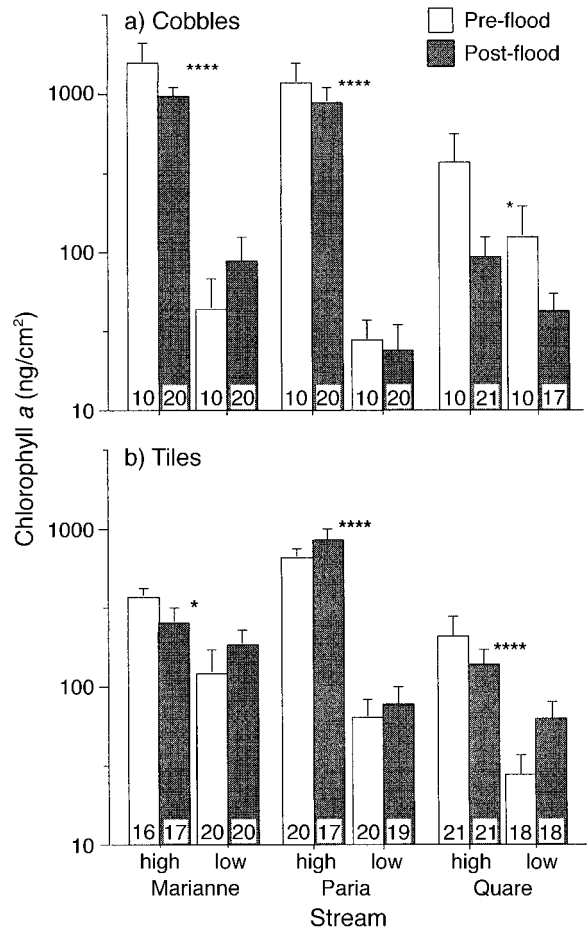 a) Cobbles
Pre-flood
Post-flood
1000
100
10
****
****
*
10 20 10 20 10 20 10 20 10 21 10 17
b) Tiles
1000
100
10
*
****
****
16 17 20 20 20 17 20 19 21 21 18 18
high low high low high low
Marianne Paria Quare
Stream
Chlorophyll a (ng/cm²)